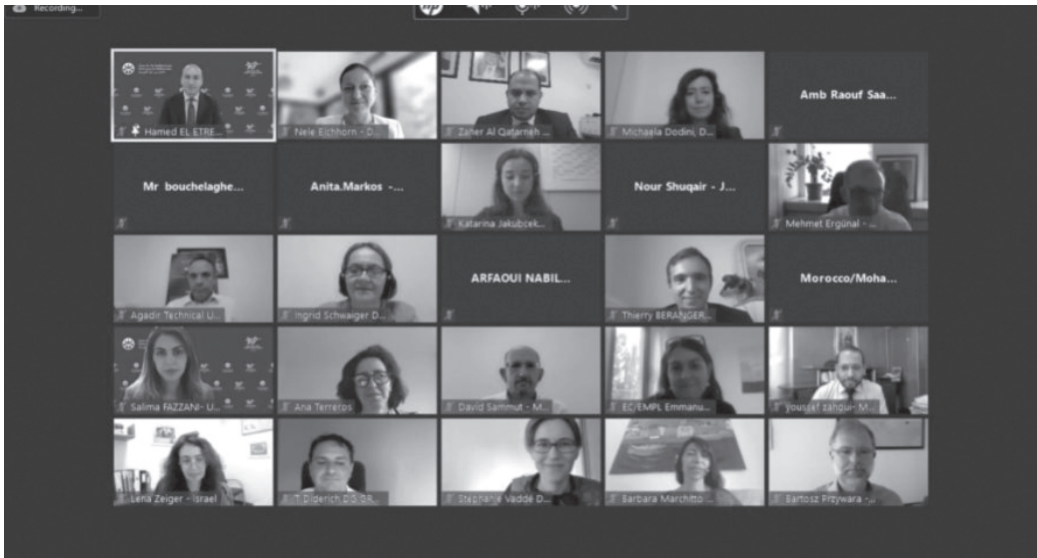 Recording...
hp
Hamed EL ETRE...
Nele Eichhorn - D...
Zaher Al Qatarneh ...
Michaela Dodini, D...
Amb Raouf Saa...
Mr bouchelaghe...
Anita.Markos -...
Katarina Jakubcek...
Nour Shuqair - J...
Mehmet Ergünal - ...
Agadir Technical U...
Ingrid Schwaiger D...
ARFAOUI NABIL...
Thierry BERANGER...
Morocco/Moha...
Salima FAZZANI- U...
Ana Terreros
David Sammut - M...
EC/EMPL Emmanu...
youssef zahoui- M...
Lena Zeiger - Israel
T Diderich DG GR...
Stephanie Vadde D...
Barbara Marchitto ...
Bartosz Przywara -...